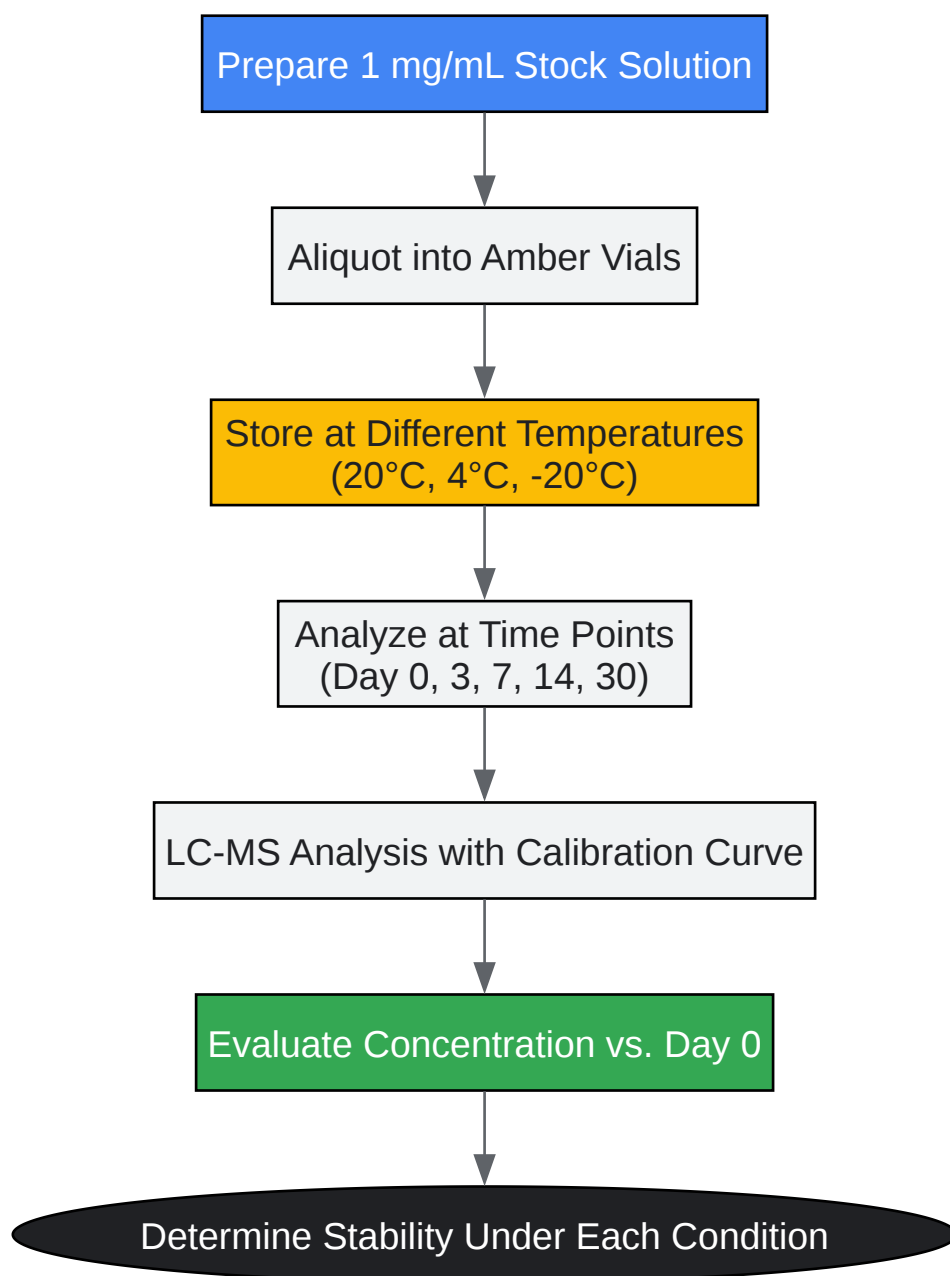 Prepare 1 mg/mL Stock Solution
Aliquot into Amber Vials
Store at Different Temperatures
(20°C, 4°C, -20°C)
Analyze at Time Points
(Day 0, 3, 7, 14, 30)
LC-MS Analysis with Calibration Curve
Evaluate Concentration vs. Day 0
Determine Stability Under Each Condition